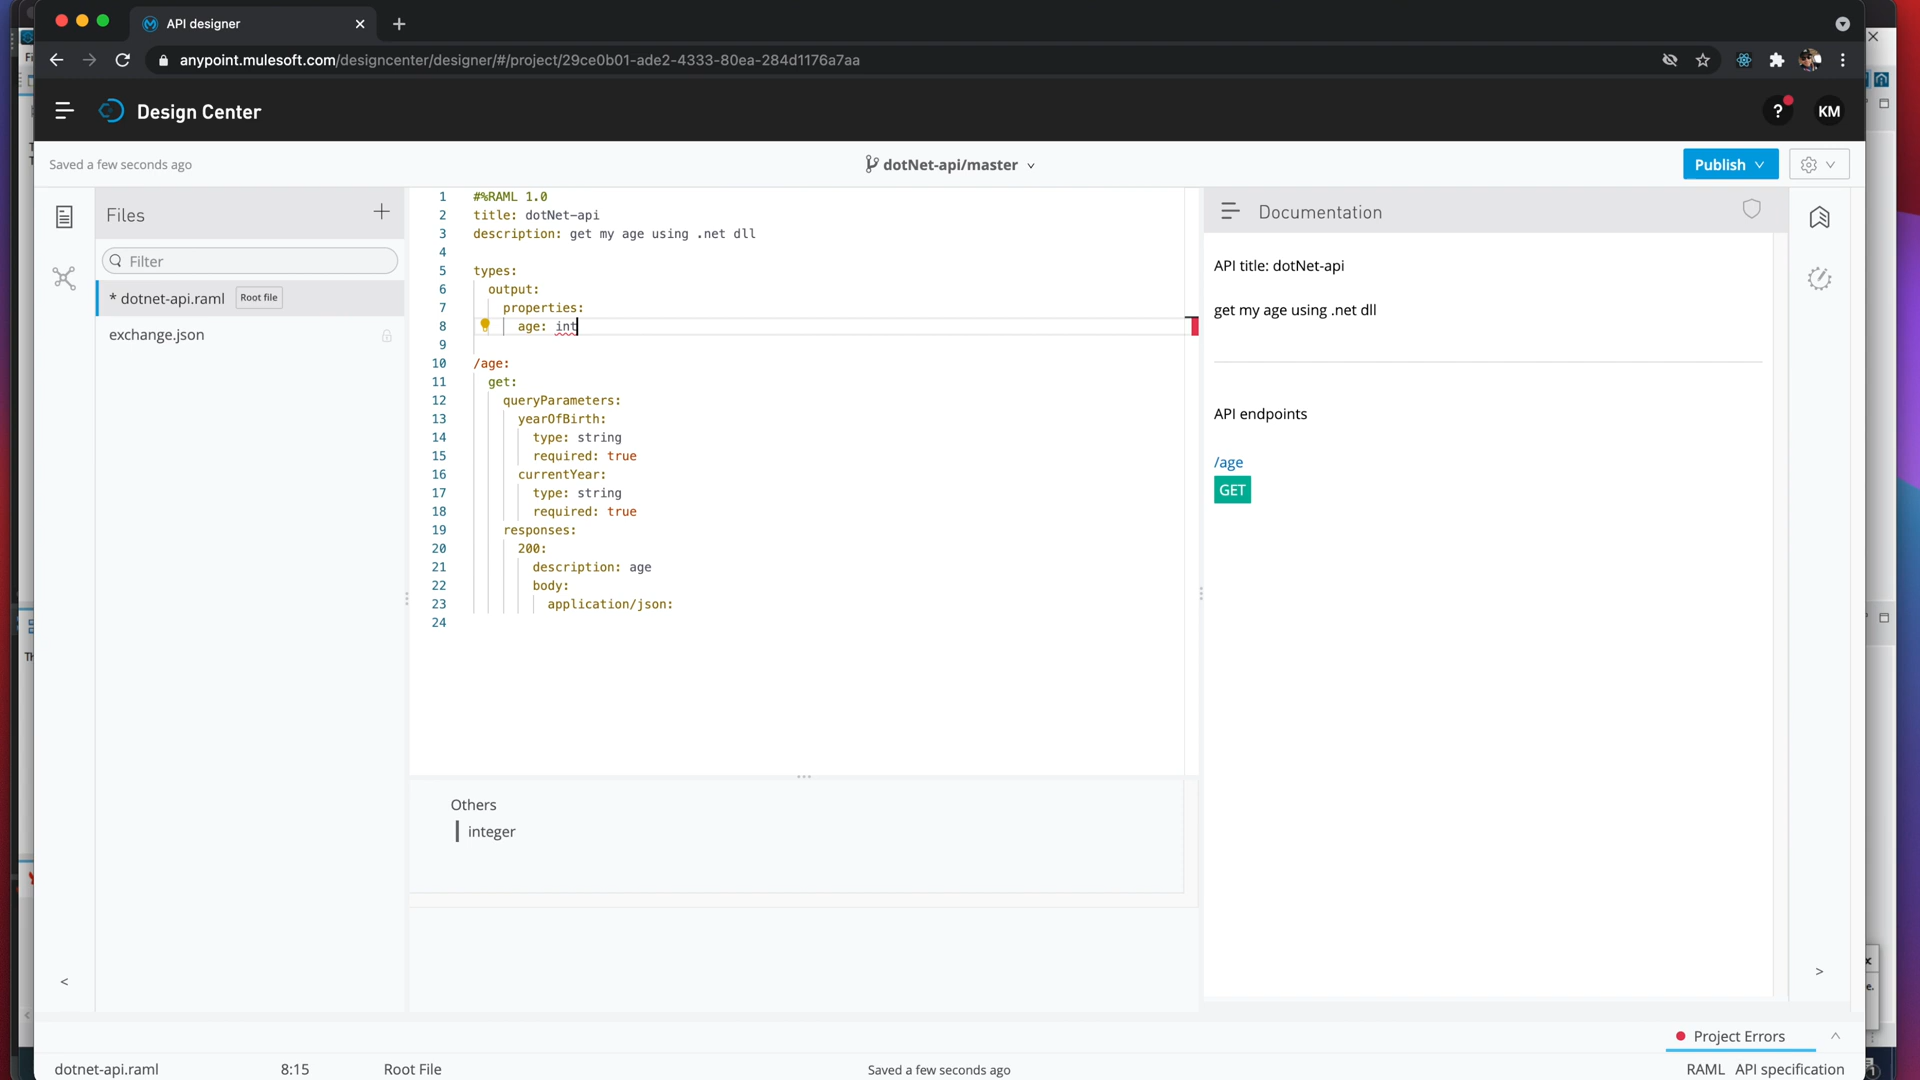 API designer
anypoint.mulesoft.com/designcenter/designer/#/project/29ce0b01-ade2-4333-80ea-284d1176a7aa
Design Center
?
KM
Saved a few seconds ago
dotNet-api/master
Publish
Files
Filter
* dotnet-api.raml
Root file
exchange.json
1 #%RAML 1.0
2 title: dotNet-api
3 description: get my age using .net dll
4
5 types:
6 output:
7 properties:
8 age: int
9
10 /age:
11 get:
12 queryParameters:
13 yearOfBirth:
14 type: string
15 required: true
16 currentYear:
17 type: string
18 required: true
19 responses:
20 200:
21 description: age
22 body:
23 application/json:
24
Others
integer
Documentation
API title: dotNet-api
get my age using .net dll
API endpoints
/age
GET
Project Errors
dotnet-api.raml
8:15
Root File
Saved a few seconds ago
RAML API specification